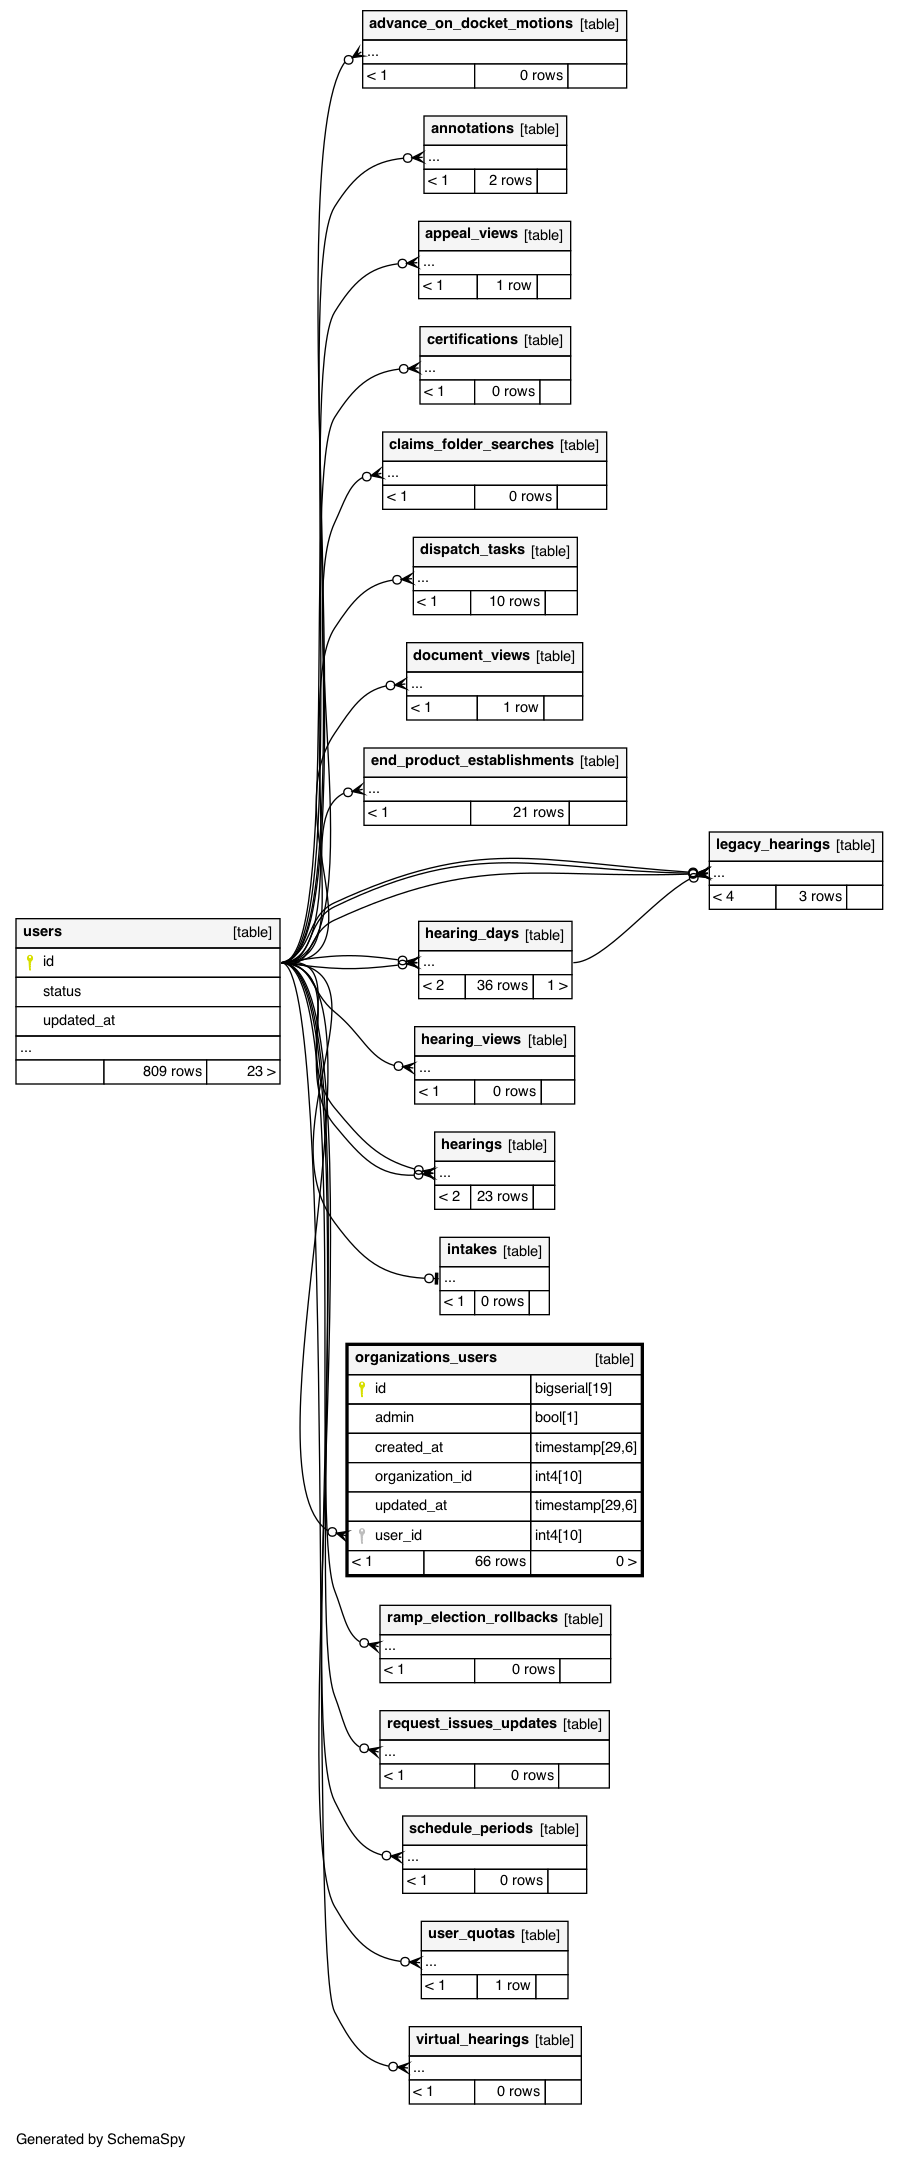 advance_on_docket_motions [table]
...
< 1 0 rows
annotations [table]
...
< 1 2 rows
appeal_views [table]
...
< 1 1 row
certifications [table]
...
< 1 0 rows
claims_folder_searches [table]
...
< 1 0 rows
dispatch_tasks [table]
...
< 1 10 rows
document_views [table]
...
< 1 1 row
end_product_establishments [table]
...
< 1 21 rows
legacy_hearings [table]
...
< 4 3 rows
users [table]
id
status
updated_at
...
809 rows 23 >
hearing_days [table]
...
< 2 36 rows 1 >
hearing_views [table]
...
< 1 0 rows
hearings [table]
...
< 2 23 rows
intakes [table]
...
< 1 0 rows
organizations_users [table]
id bigserial[19]
admin bool[1]
created_at timestamp[29,6]
organization_id int4[10]
updated_at timestamp[29,6]
user_id int4[10]
< 1 66 rows 0 >
ramp_election_rollbacks [table]
...
< 1 0 rows
request_issues_updates [table]
...
< 1 0 rows
schedule_periods [table]
...
< 1 0 rows
user_quotas [table]
...
< 1 1 row
virtual_hearings [table]
...
< 1 0 rows
Generated by SchemaSpy